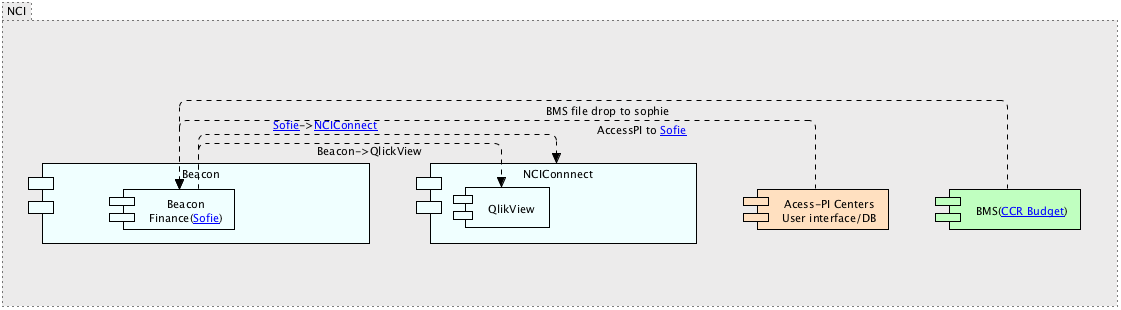 NCI
BMS file drop to sophie
Sofie->NCIConnect
AccessPI to Sofie
Beacon->QlickView
Beacon
Beacon
Finance(Sofie)
NCIConnnect
QlikView
Acess-PI Centers
User interface/DB
BMS(CCR Budget)